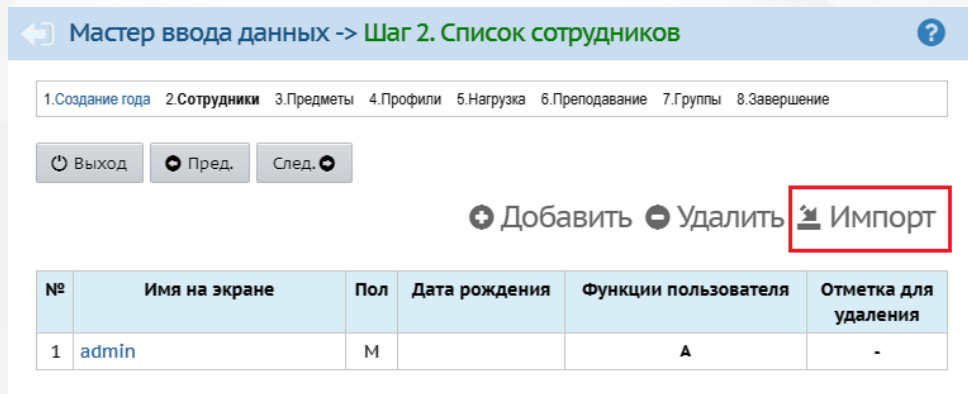 Мастер ввода данных -> Шаг 2. Список сотрудников ?
1.Создание года 2.Сотрудники 3.Предметы 4.Профили 5.Нагрузка 6.Преподавание 7.Группы 8.Завершение
Выход Пред. След.
Добавить Удалить Импорт
№ Имя на экране Пол Дата рождения Функции пользователя Отметка для
удаления
1 admin М А -